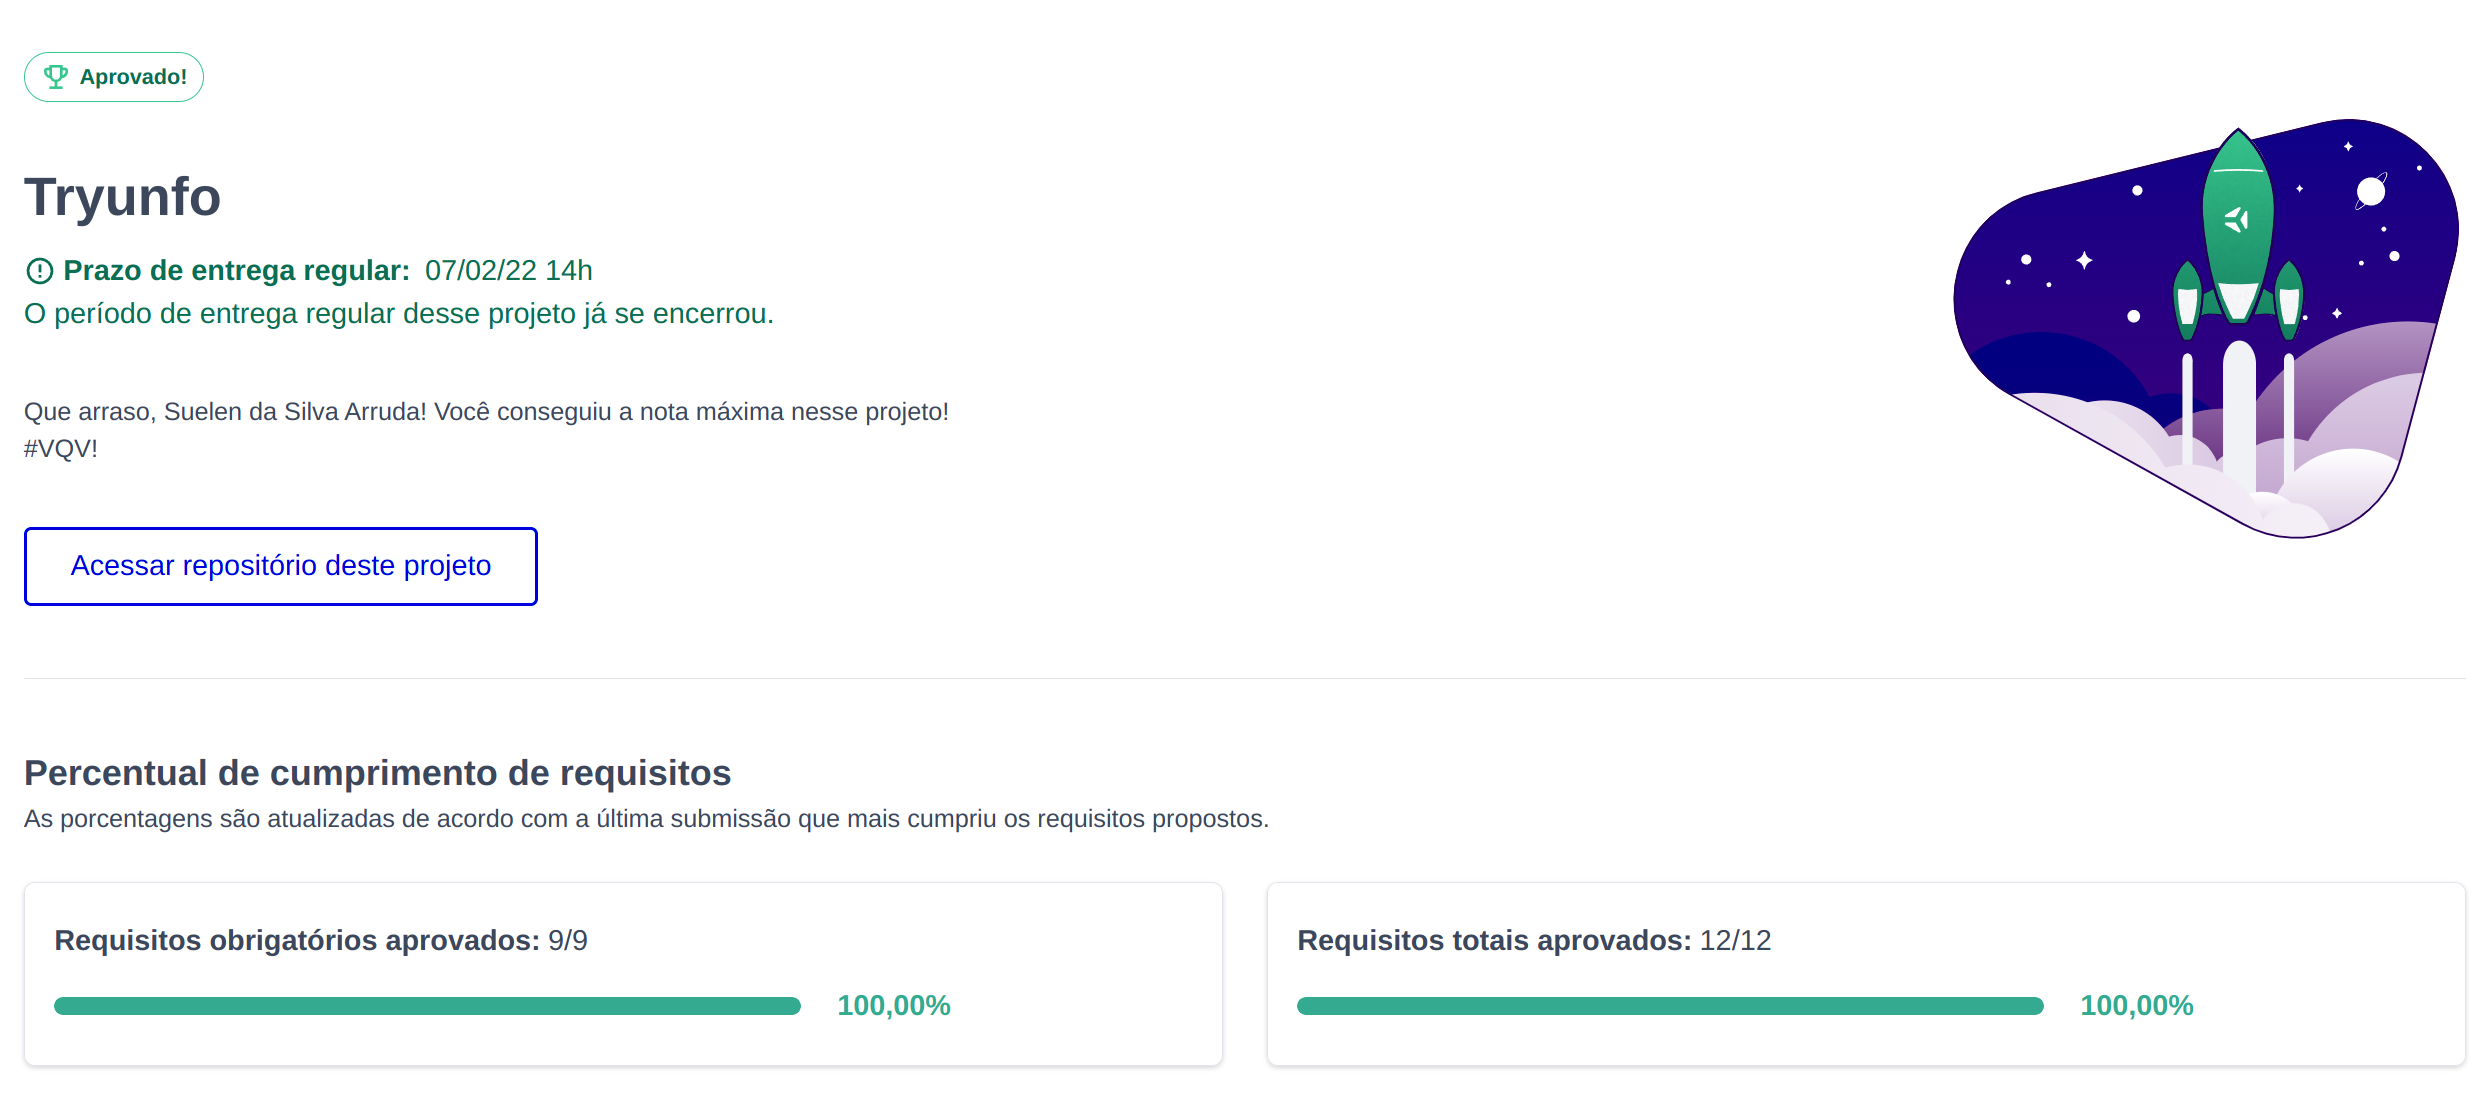 Aprovado!
Tryunfo
Prazo de entrega regular: 07/02/22 14h
O período de entrega regular desse projeto já se encerrou.
Que arraso, Suelen da Silva Arruda! Você conseguiu a nota máxima nesse projeto!
#VQV!
Acessar repositório deste projeto
Percentual de cumprimento de requisitos
As porcentagens são atualizadas de acordo com a última submissão que mais cumpriu os requisitos propostos.
Requisitos obrigatórios aprovados: 9/9
100,00%
Requisitos totais aprovados: 12/12
100,00%